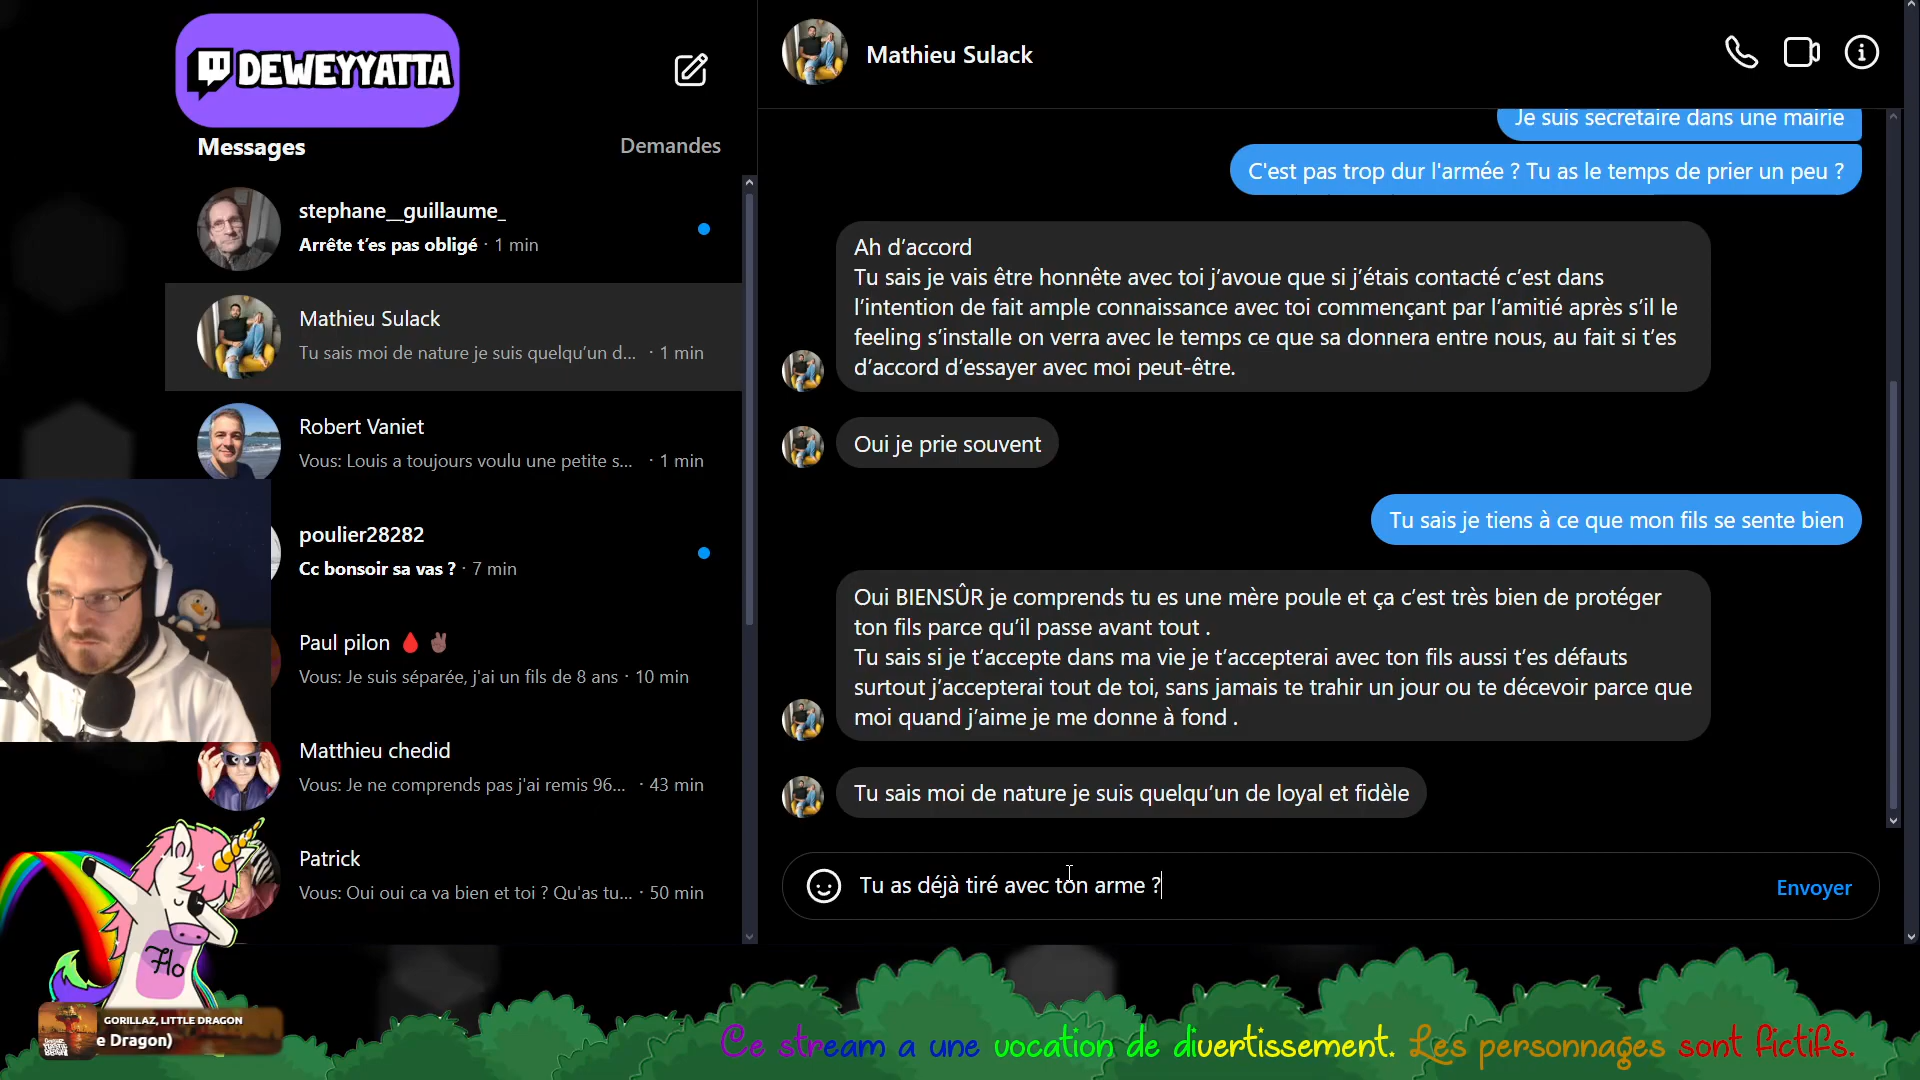 DEWEYYATTA
Messages
Demandes
stephane__guillaume_
Arrête t'es pas obligé · 1 min
Mathieu Sulack
Tu sais moi de nature je suis quelqu'un d... · 1 min
Robert Vaniet
Vous: Louis a toujours voulu une petite s... · 1 min
poulier28282
Cc bonsoir sa vas ? · 7 min
Paul pilon 🩸 ✌🏾
Vous: Je suis séparée, j'ai un fils de 8 ans · 10 min
Matthieu chedid
Vous: Je ne comprends pas j'ai remis 96... · 43 min
Patrick
Vous: Oui oui ca va bien et toi ? Qu'as tu... · 50 min
Mathieu Sulack
Je suis secretaire dans une mairie
C'est pas trop dur l'armée ? Tu as le temps de prier un peu ?
Ah d'accord
Tu sais je vais être honnête avec toi j'avoue que si j'étais contacté c'est dans
l'intention de fait ample connaissance avec toi commençant par l'amitié après s'il le
feeling s'installe on verra avec le temps ce que sa donnera entre nous, au fait si t'es
d'accord d'essayer avec moi peut-être.
Oui je prie souvent
Tu sais je tiens à ce que mon fils se sente bien
Oui BIENSÛR je comprends tu es une mère poule et ça c'est très bien de protéger
ton fils parce qu'il passe avant tout .
Tu sais si je t'accepte dans ma vie je t'accepterai avec ton fils aussi t'es défauts
surtout j'accepterai tout de toi, sans jamais te trahir un jour ou te décevoir parce que
moi quand j'aime je me donne à fond .
Tu sais moi de nature je suis quelqu'un de loyal et fidèle
Tu as déjà tiré avec ton arme ?
Envoyer
Flo
GORILLAZ, LITTLE DRAGON
e Dragon)
Ce stream a une vocation de divertissement. Les personnages sont fictifs.